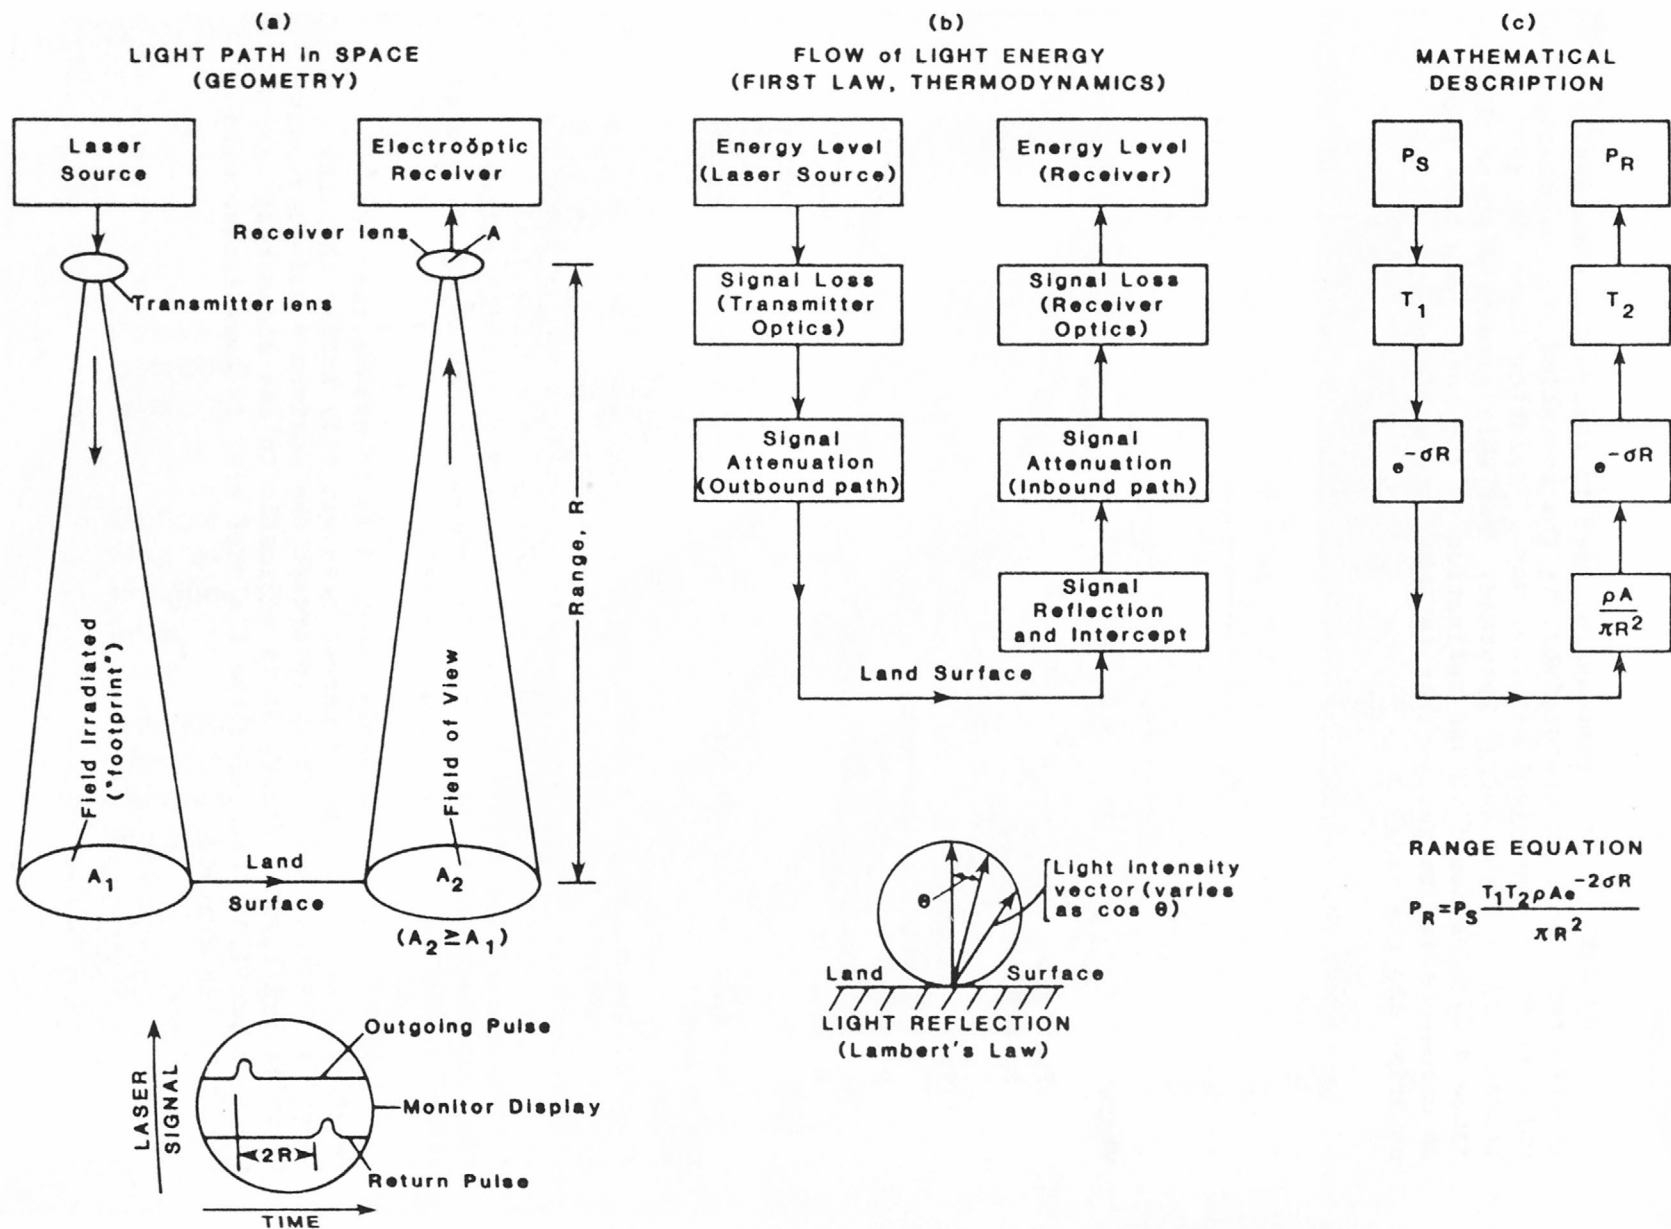 (a)
LIGHT PATH in SPACE
(GEOMETRY)
Laser
Source
Electroöptic
Receiver
Receiver lens
A
Transmitter lens
Range, R
Field Irradiated
("footprint")
Field of View
A1
Land
Surface
A2
(A2 ≥ A1)
LASER
SIGNAL
Outgoing Pulse
Monitor Display
2R
Return Pulse
TIME
(b)
FLOW of LIGHT ENERGY
(FIRST LAW, THERMODYNAMICS)
Energy Level
(Laser Source)
Energy Level
(Receiver)
Signal Loss
(Transmitter
Optics)
Signal Loss
(Receiver
Optics)
Signal
Attenuation
(Outbound path)
Signal
Attenuation
(Inbound path)
Signal
Reflection
and Intercept
Land Surface
θ
Light intensity
vector (varies
as cos θ)
Land Surface
LIGHT REFLECTION
(Lambert's Law)
(c)
MATHEMATICAL
DESCRIPTION
PS
PR
T1
T2
e^-σR
e^-σR
ρA
πR²
RANGE EQUATION
PR=PS T1T2ρAe^-2σR
πR²